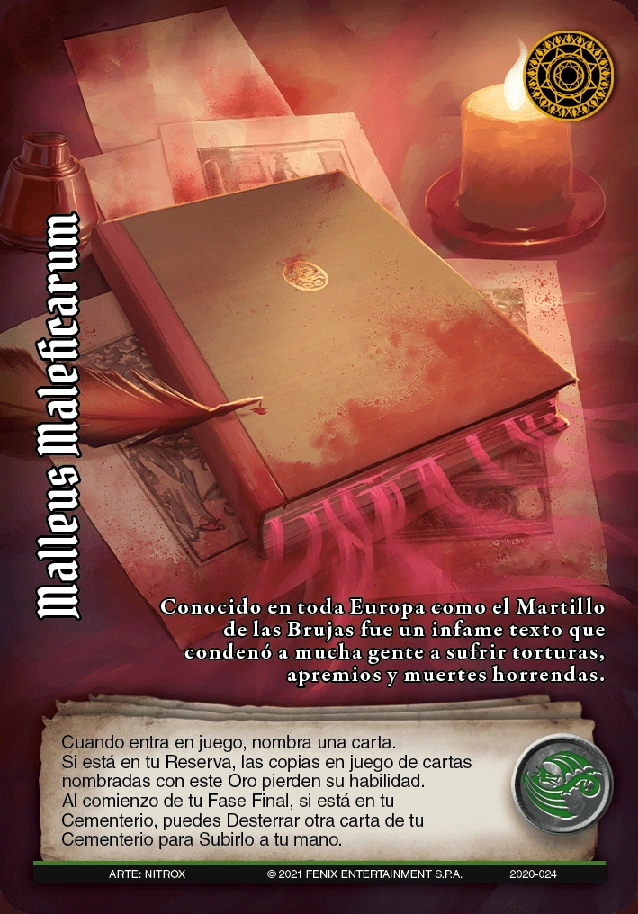 Malleus Maleficarum
Conocido en toda Europa como el Martillo
de las Brujas fue un infame texto que
condenó a mucha gente a sufrir torturas,
apremios y muertes horrendas.
Cuando entra en juego, nombra una carta.
Si está en tu Reserva, las copias en juego de cartas
nombradas con este Oro pierden su habilidad.
Al comienzo de tu Fase Final, si está en tu
Cementerio, puedes Desterrar otra carta de tu
Cementerio para Subirlo a tu mano.
ARTE: NITROX © 2021 FENIX ENTERTAINMENT S.P.A. 2020-024